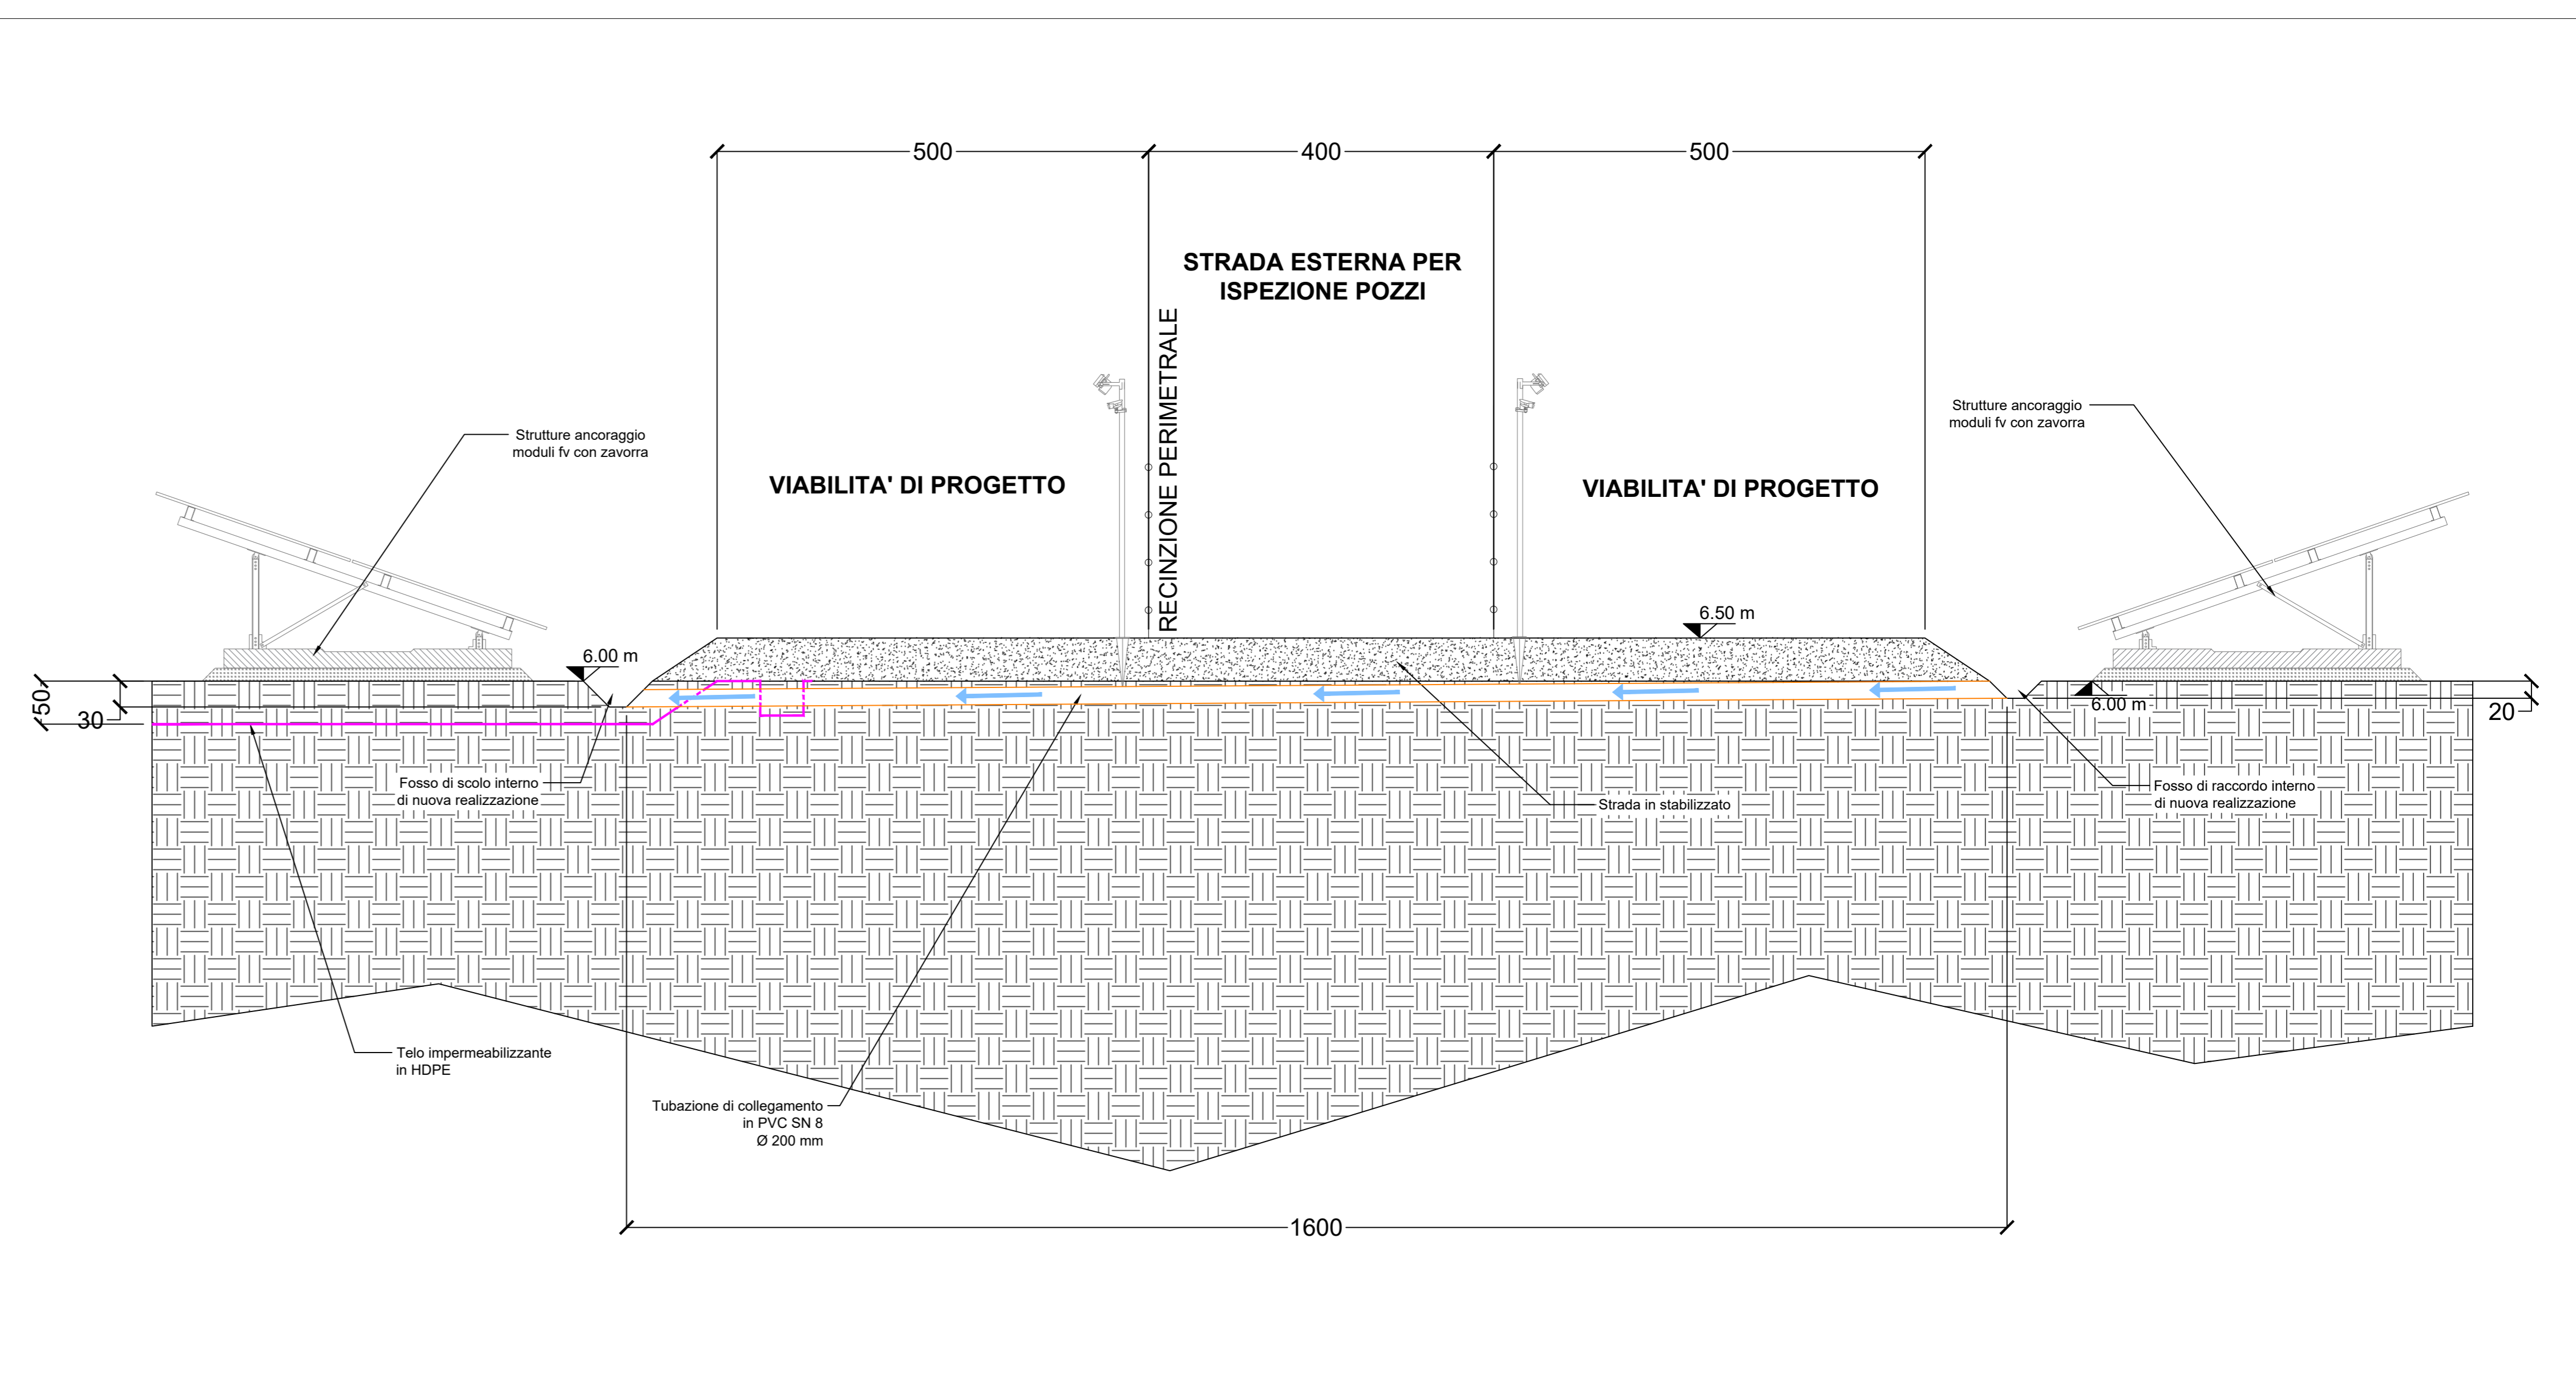 500
400
500
STRADA ESTERNA PER
ISPEZIONE POZZI
RECINZIONE PERIMETRALE
Strutture ancoraggio
moduli fv con zavorra
Strutture ancoraggio
moduli fv con zavorra
VIABILITA' DI PROGETTO
VIABILITA' DI PROGETTO
6.50 m
6.00 m
50
30
6.00 m
20
Fosso di scolo interno
di nuova realizzazione
Strada in stabilizzato
Fosso di raccordo interno
di nuova realizzazione
Telo impermeabilizzante
in HDPE
Tubazione di collegamento
in PVC SN 8
Ø 200 mm
1600